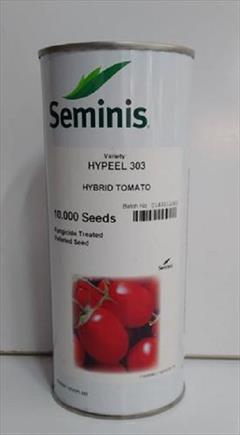 Seminis
Variety
HYPEEL 303
HYBRID TOMATO
Batch No
10.000 Seeds
Fungicide Treated
Pelleted Seed
Seminis